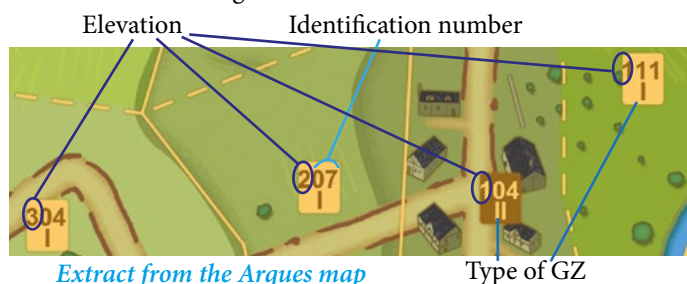 Elevation
Identification number
111
I
207
I
104
II
304
I
Extract from the Arques map
Type of GZ